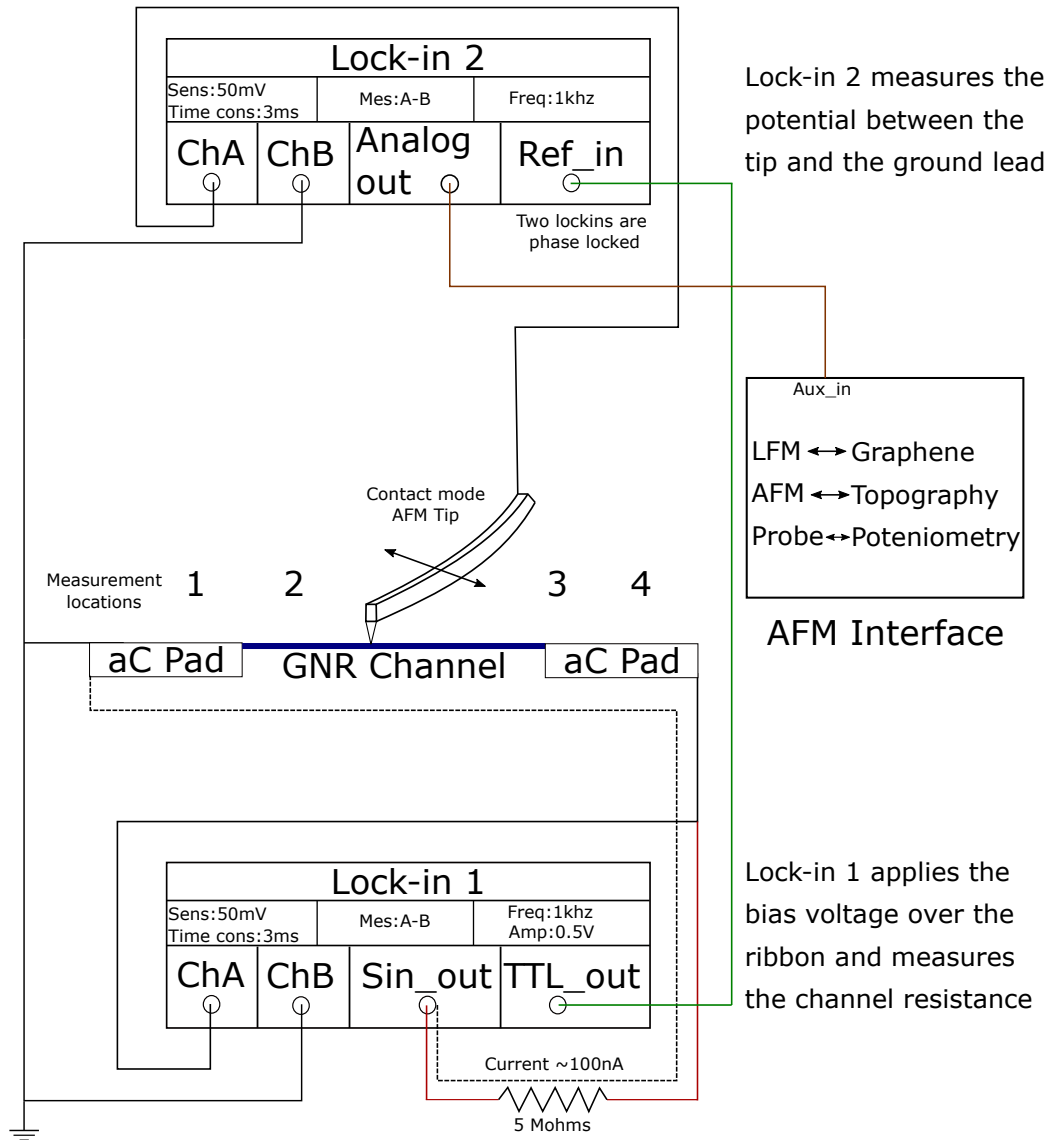 Lock-in 2
Sens:50mV
Time cons:3ms
Mes:A-B
Freq:1khz
ChA
ChB
Analog
out
Ref_in
Two lockins are
phase locked
Lock-in 2 measures the
potential between the
tip and the ground lead
Aux_in
LFM Graphene
AFM Topography
Probe Poteniometry
AFM Interface
Contact mode
AFM Tip
Measurement
locations
1
2
3
4
aC Pad
GNR Channel
aC Pad
Lock-in 1
Sens:50mV
Time cons:3ms
Mes:A-B
Freq:1khz
Amp:0.5V
ChA
ChB
Sin_out
TTL_out
Current ~100nA
5 Mohms
Lock-in 1 applies the
bias voltage over the
ribbon and measures
the channel resistance